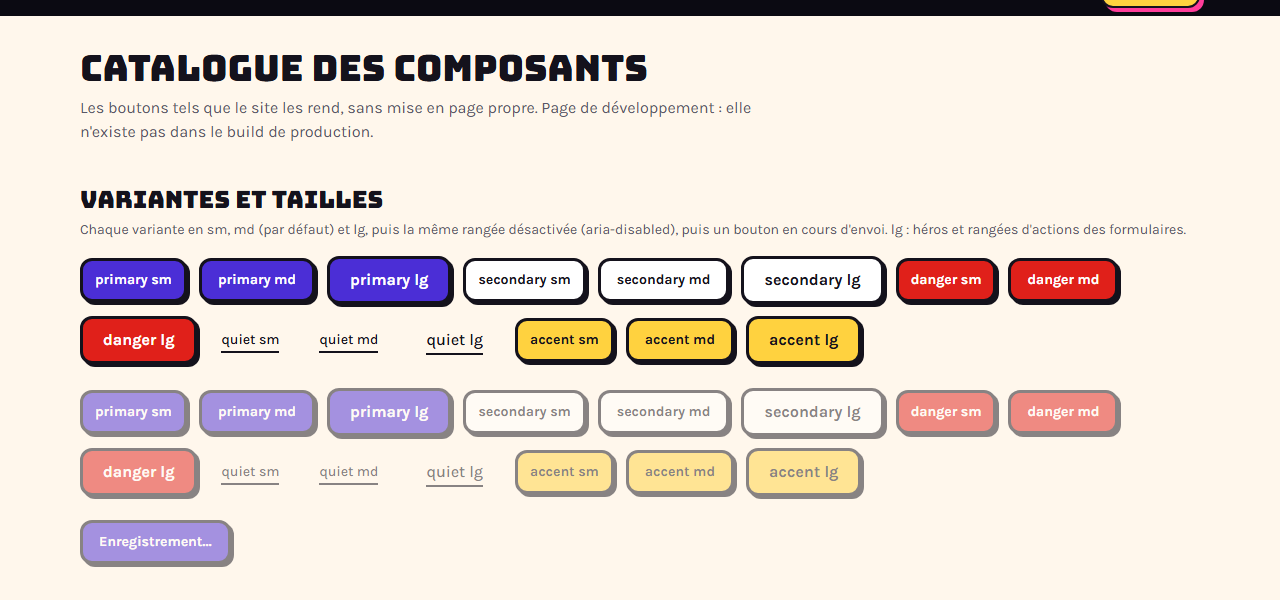 CATALOGUE DES COMPOSANTS
Les boutons tels que le site les rend, sans mise en page propre. Page de développement : elle
n'existe pas dans le build de production.
VARIANTES ET TAILLES
Chaque variante en sm, md (par défaut) et lg, puis la même rangée désactivée (aria-disabled), puis un bouton en cours d'envoi. lg : héros et rangées d'actions des formulaires.
primary sm primary md primary lg secondary sm secondary md secondary lg danger sm danger md
danger lg quiet sm quiet md quiet lg accent sm accent md accent lg
primary sm primary md primary lg secondary sm secondary md secondary lg danger sm danger md
danger lg quiet sm quiet md quiet lg accent sm accent md accent lg
Enregistrement...